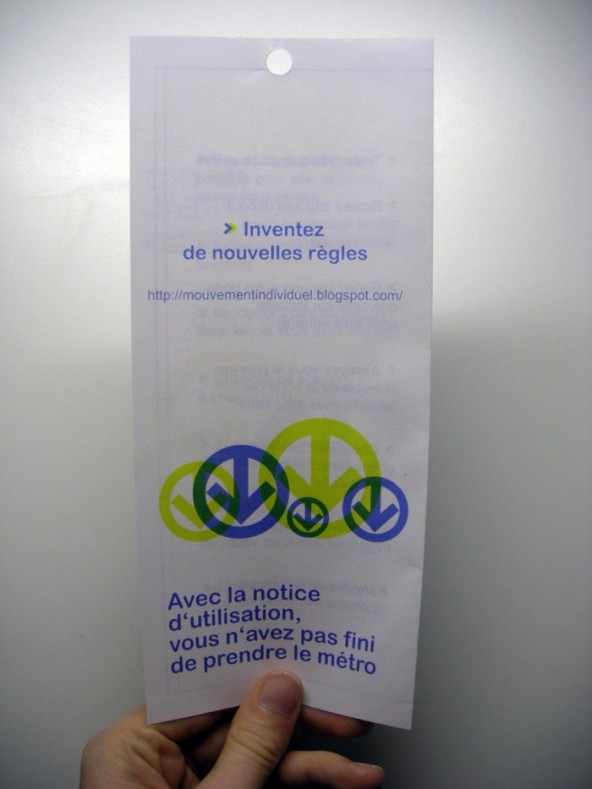 > Inventez
de nouvelles règles
http://mouvementindividuel.blogspot.com/
Avec la notice
d'utilisation,
vous n'avez pas fini
de prendre le métro